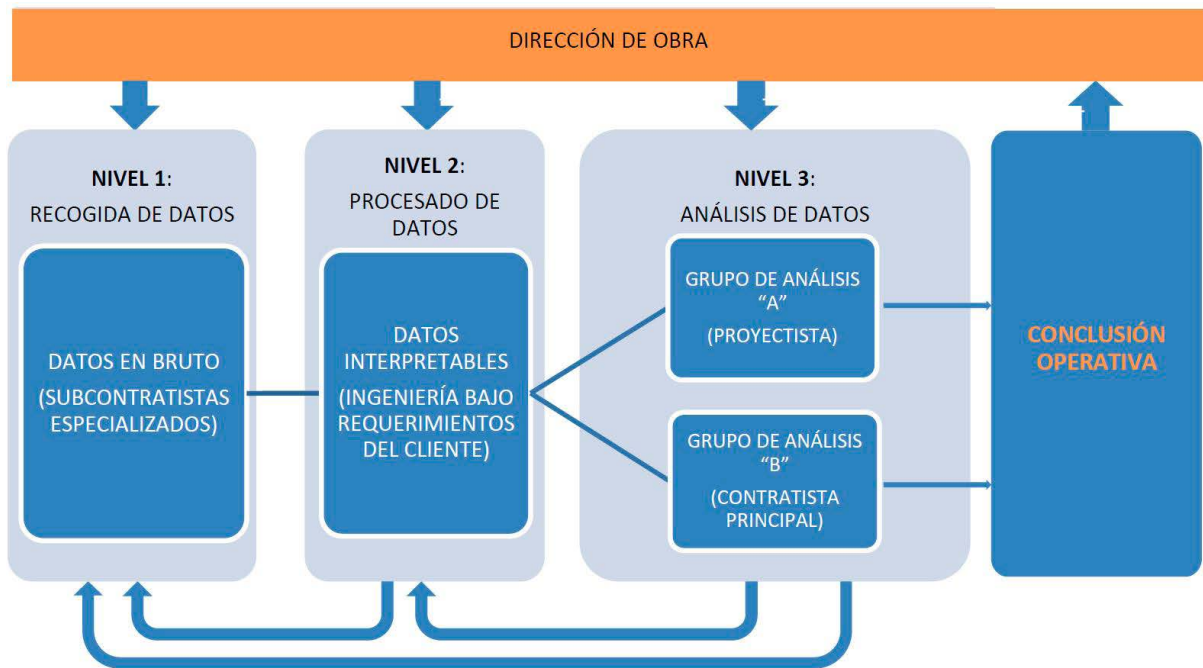 DIRECCIÓN DE OBRA
NIVEL 1:
RECOGIDA DE DATOS
DATOS EN BRUTO
(SUBCONTRATISTAS
ESPECIALIZADOS)
NIVEL 2:
PROCESADO DE
DATOS
DATOS
INTERPRETABLES
(INGENIERÍA BAJO
REQUERIMIENTOS
DEL CLIENTE)
NIVEL 3:
ANÁLISIS DE DATOS
GRUPO DE ANÁLISIS
“A”
(PROYECTISTA)
GRUPO DE ANÁLISIS
“B”
(CONTRATISTA
PRINCIPAL)
CONCLUSIÓN
OPERATIVA